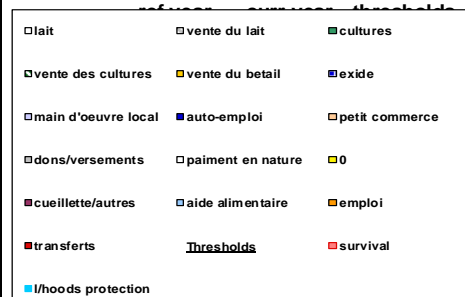 ref year curr year thresholds
lait vente du lait cultures
vente des cultures vente du betail exide
main d'oeuvre local auto-emploi petit commerce
dons/versements paiment en nature 0
cueillette/autres aide alimentaire emploi
transferts Thresholds survival
l/hoods protection